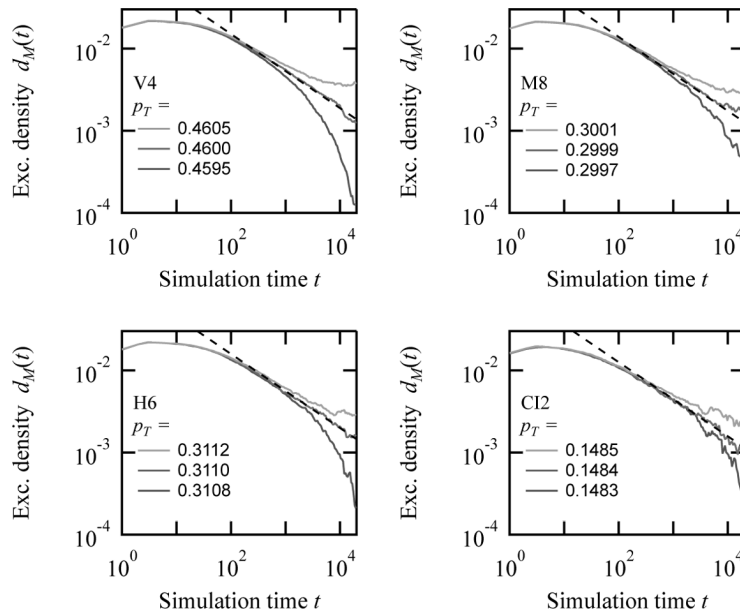 Exc. density d_M(t)
10^-2
10^-3
10^-4
V4
p_T =
0.4605
0.4600
0.4595
10^0 10^2 10^4
Simulation time t
Exc. density d_M(t)
10^-2
10^-3
10^-4
M8
p_T =
0.3001
0.2999
0.2997
10^0 10^2 10^4
Simulation time t
Exc. density d_M(t)
10^-2
10^-3
10^-4
H6
p_T =
0.3112
0.3110
0.3108
10^0 10^2 10^4
Simulation time t
Exc. density d_M(t)
10^-2
10^-3
10^-4
CI2
p_T =
0.1485
0.1484
0.1483
10^0 10^2 10^4
Simulation time t